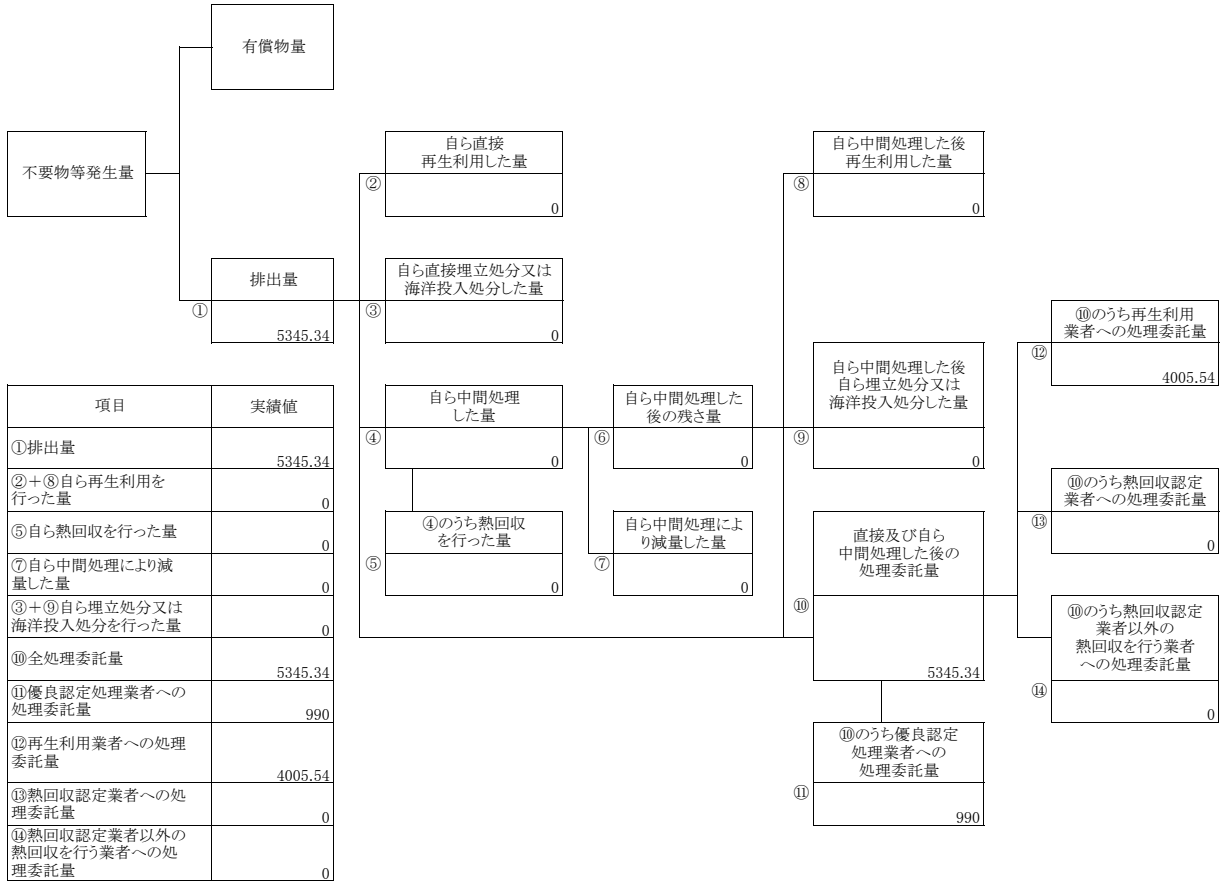 有償物量
不要物等発生量
排出量
①
5345.34
自ら直接
再生利用した量
②
0
自ら直接埋立処分又は
海洋投入処分した量
③
0
自ら中間処理
した量
④
0
④のうち熱回収
を行った量
⑤
0
自ら中間処理した
後の残さ量
⑥
0
自ら中間処理によ
り減量した量
⑦
0
自ら中間処理した後
再生利用した量
⑧
0
自ら中間処理した後
自ら埋立処分又は
海洋投入処分した量
⑨
0
直接及び自ら
中間処理した後の
処理委託量
⑩
5345.34
⑩のうち優良認定
処理業者への
処理委託量
⑪
990
⑩のうち再生利用
業者への処理委託量
⑫
4005.54
⑩のうち熱回収認定
業者への処理委託量
⑬
0
⑩のうち熱回収認定
業者以外の
熱回収を行う業者
への処理委託量
⑭
0
項目 実績値
①排出量
5345.34
②＋⑧自ら再生利用を
行った量
0
⑤自ら熱回収を行った量
0
⑦自ら中間処理により減
量した量
0
③＋⑨自ら埋立処分又は
海洋投入処分を行った量
0
⑩全処理委託量
5345.34
⑪優良認定処理業者への
処理委託量
990
⑫再生利用業者への処理
委託量
4005.54
⑬熱回収認定業者への処
理委託量
0
⑭熱回収認定業者以外の
熱回収を行う業者への処
理委託量
0